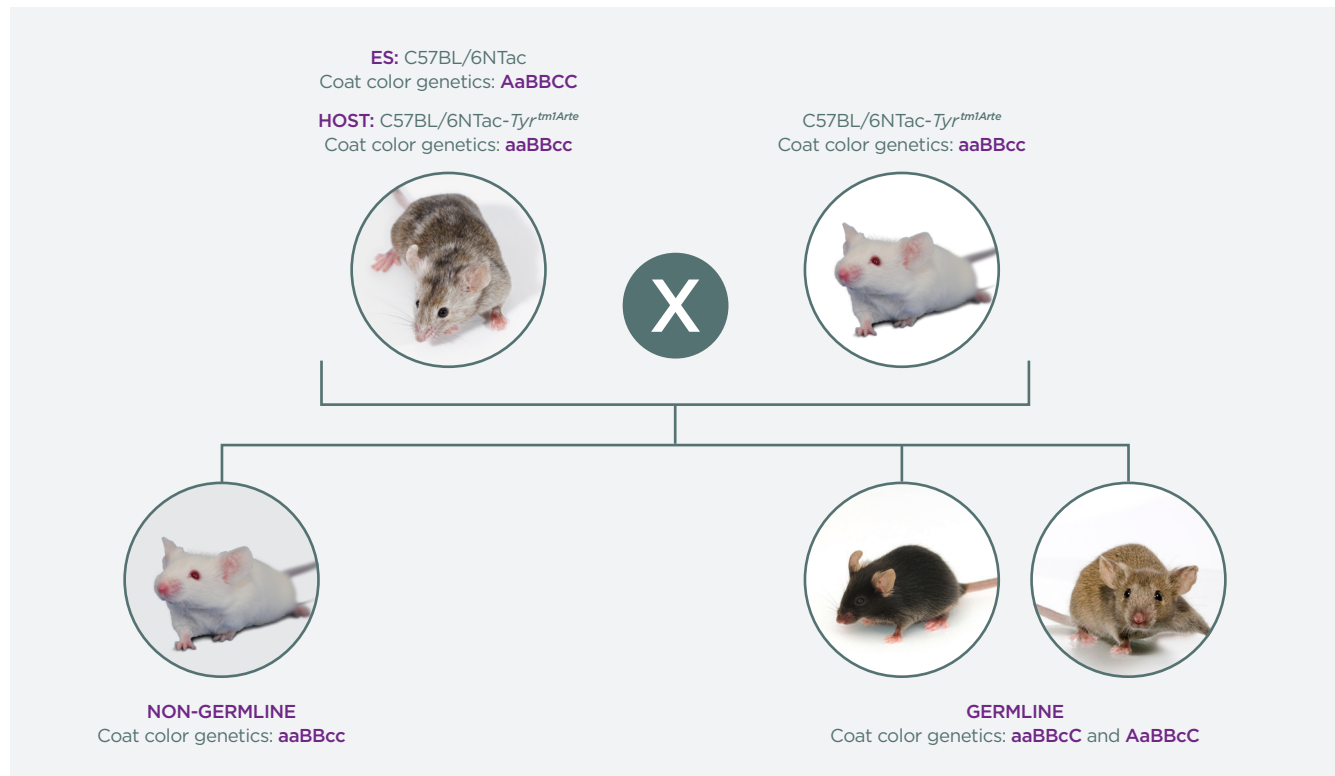 ES: C57BL/6NTac
Coat color genetics: AaBBCC
HOST: C57BL/6NTac-Tyrtm1Arte
Coat color genetics: aaBBcc
C57BL/6NTac-Tyrtm1Arte
Coat color genetics: aaBBcc
X
NON-GERMLINE
Coat color genetics: aaBBcc
GERMLINE
Coat color genetics: aaBBcC and AaBBcC